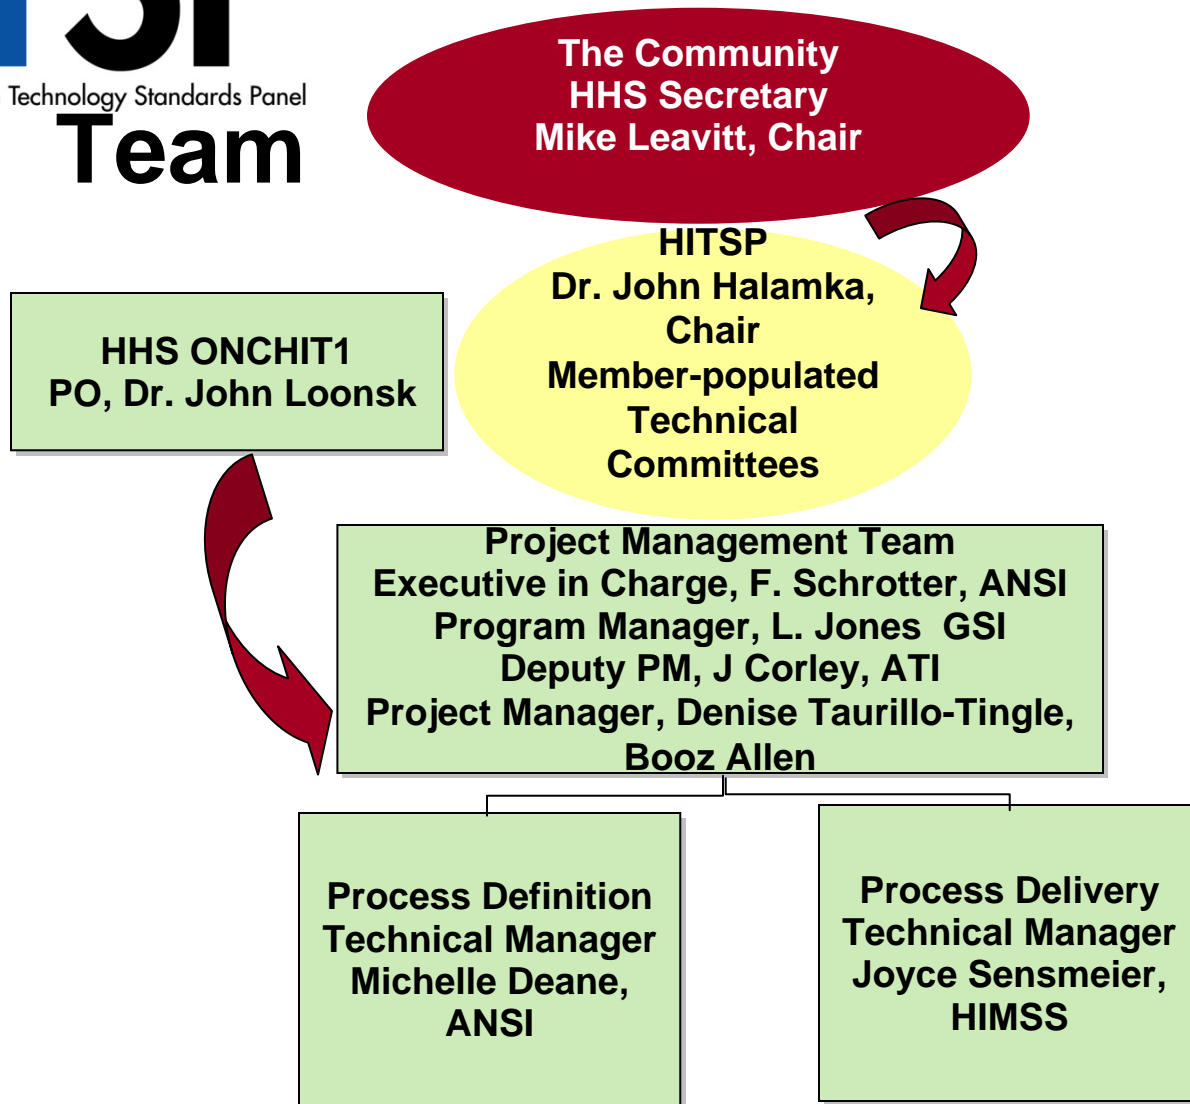 Technology Standards Panel
Team
The Community
HHS Secretary
Mike Leavitt, Chair
HITSP
Dr. John Halamka,
Chair
Member-populated
Technical
Committees
HHS ONCHIT1
PO, Dr. John Loonsk
Project Management Team
Executive in Charge, F. Schrotter, ANSI
Program Manager, L. Jones  GSI
Deputy PM, J Corley, ATI
Project Manager, Denise Taurillo-Tingle,
Booz Allen
Process Definition
Technical Manager
Michelle Deane,
ANSI
Process Delivery
Technical Manager
Joyce Sensmeier,
HIMSS